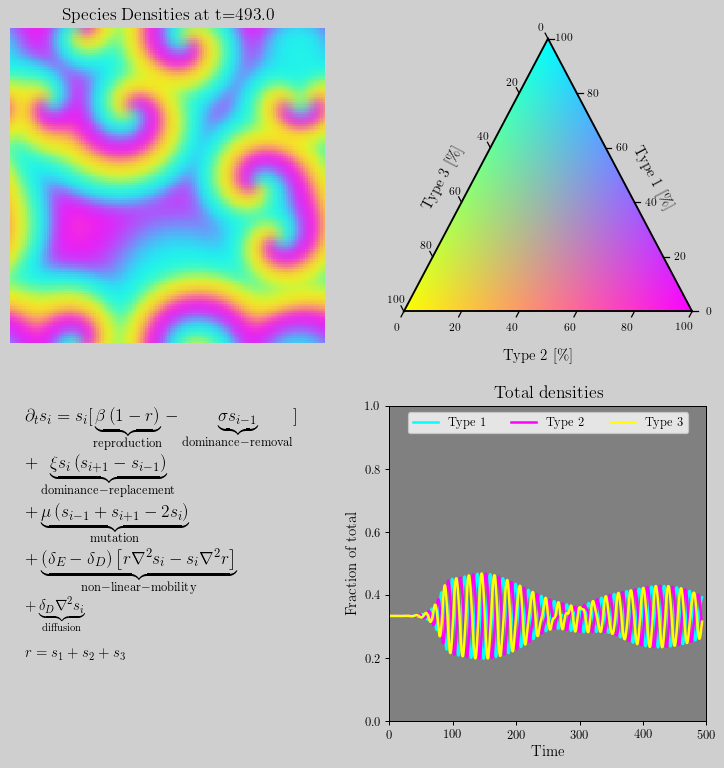 Species Densities at t=493.0
0
100
20
80
40
60
60
40
80
20
100
0
Type 3 [%]
Type 1 [%]
0 20 40 60 80 100
Type 2 [%]
∂ₜsᵢ = sᵢ[β(1 − r) − σsᵢ₋₁ ]
reproduction dominance−removal
+ ξsᵢ(sᵢ₊₁ − sᵢ₋₁)
dominance−replacement
+ μ(sᵢ₋₁ + sᵢ₊₁ − 2sᵢ)
mutation
+ (δ_E − δ_D)[r∇²sᵢ − sᵢ∇²r]
non−linear−mobility
+ δ_D∇²sᵢ
diffusion
r = s₁ + s₂ + s₃
Total densities
Type 1 Type 2 Type 3
1.0
0.8
0.6
0.4
0.2
0.0
Fraction of total
0 100 200 300 400 500
Time